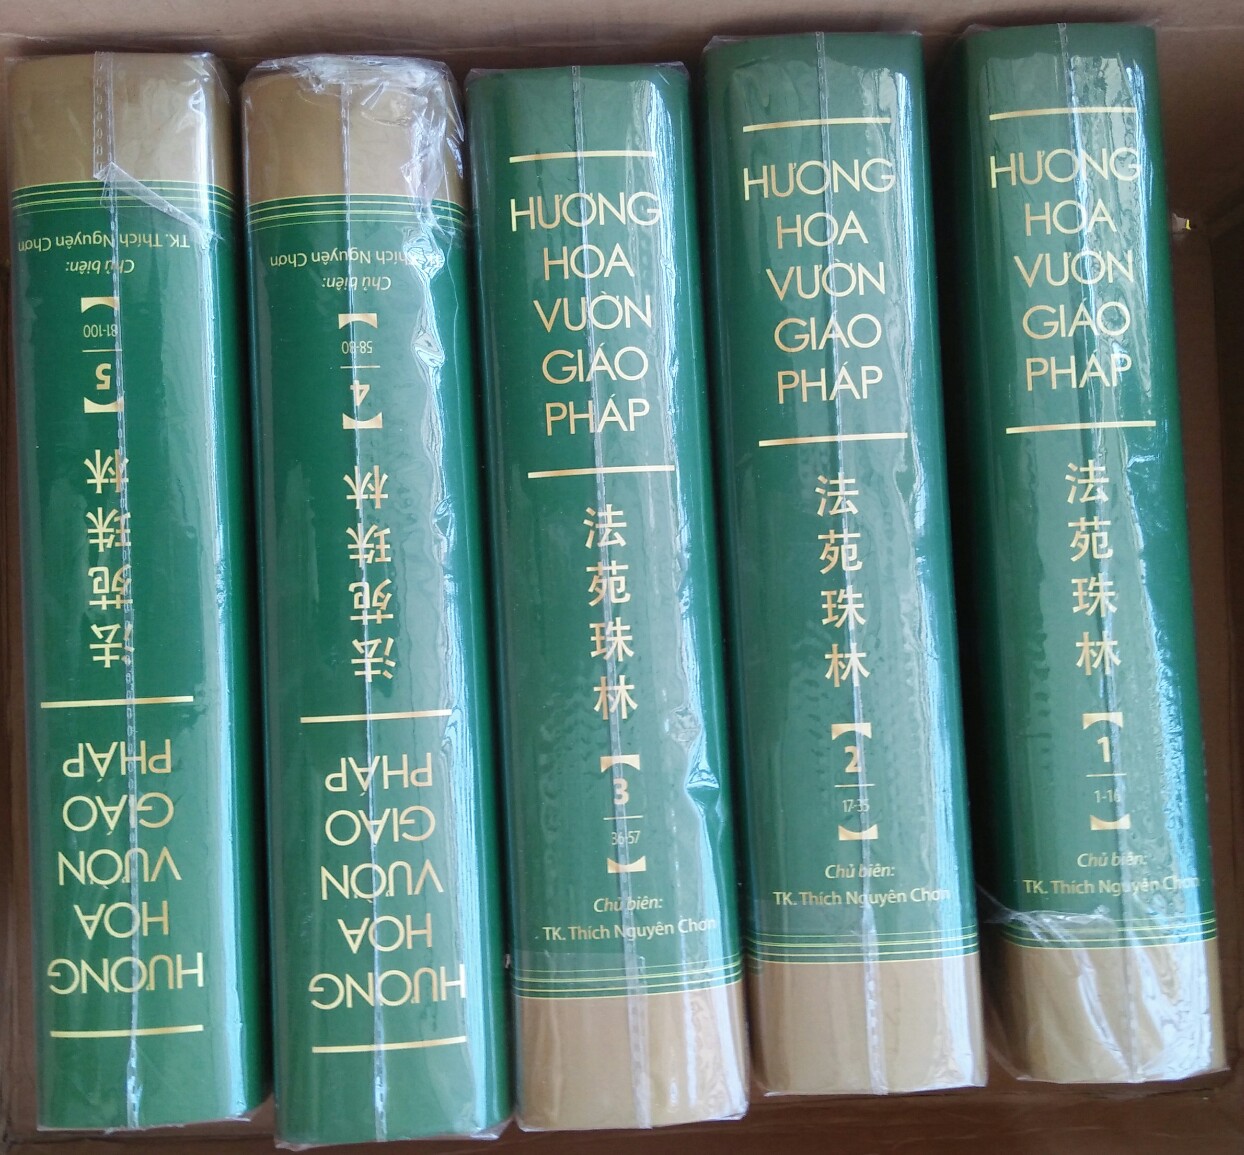 HƯƠNG
HOA
VƯỜN
GIÁO
PHÁP
法苑珠林
【
5
81-100
】
Chủ biên:
TK. Thích Nguyên Chơn
HƯƠNG
HOA
VƯỜN
GIÁO
PHÁP
法苑珠林
【
4
58-80
】
Chủ biên:
Thích Nguyên Chơn
HƯƠNG
HOA
VƯỜN
GIÁO
PHÁP
法苑珠林
【
3
36-57
】
Chủ biên:
TK. Thích Nguyên Chơn
HƯƠNG
HOA
VƯỜN
GIÁO
PHÁP
法苑珠林
【
2
17-35
】
Chủ biên:
TK. Thích Nguyên Chơn
HƯƠNG
HOA
VƯỜN
GIÁO
PHÁP
法苑珠林
【
1
1-16
】
Chủ biên:
TK. Thích Nguyên Chơn